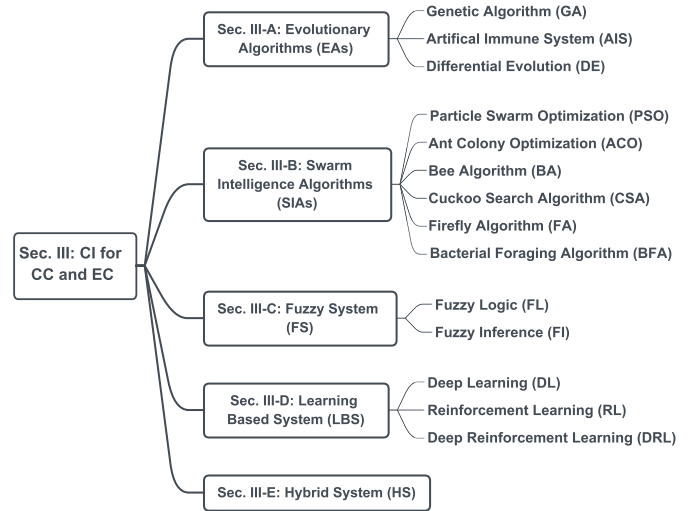 Sec. III: CI for
CC and EC
Sec. III-A: Evolutionary
Algorithms (EAs)
Genetic Algorithm (GA)
Artifical Immune System (AIS)
Differential Evolution (DE)
Sec. III-B: Swarm
Intelligence Algorithms
(SIAs)
Particle Swarm Optimization (PSO)
Ant Colony Optimization (ACO)
Bee Algorithm (BA)
Cuckoo Search Algorithm (CSA)
Firefly Algorithm (FA)
Bacterial Foraging Algorithm (BFA)
Sec. III-C: Fuzzy System
(FS)
Fuzzy Logic (FL)
Fuzzy Inference (FI)
Sec. III-D: Learning
Based System (LBS)
Deep Learning (DL)
Reinforcement Learning (RL)
Deep Reinforcement Learning (DRL)
Sec. III-E: Hybrid System (HS)